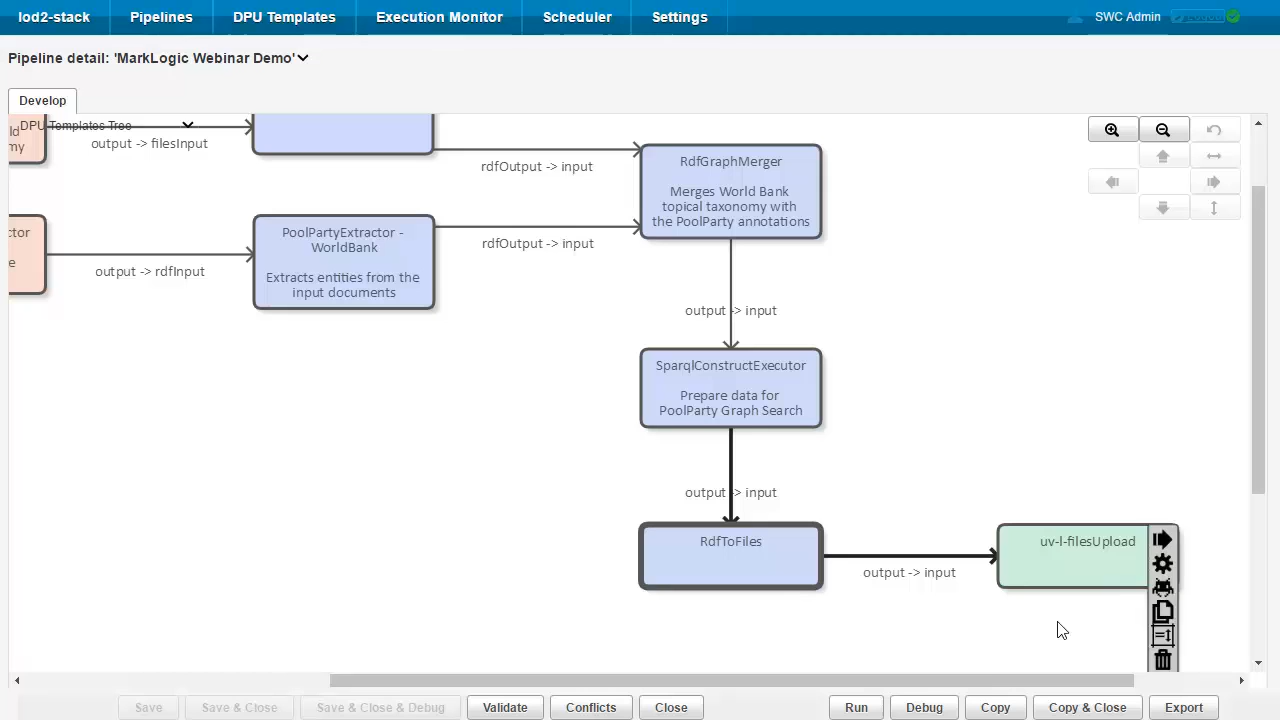 lod2-stack
Pipelines
DPU Templates
Execution Monitor
Scheduler
Settings
SWC Admin
Pipeline detail: 'MarkLogic Webinar Demo'
Develop
DPU Templates Tree
ld
my
output -> filesInput
rdfOutput -> input
RdfGraphMerger
Merges World Bank
topical taxonomy with
the PoolParty annotations
ctor
e
output -> rdfInput
PoolPartyExtractor -
WorldBank
Extracts entities from the
input documents
rdfOutput -> input
output -> input
SparqlConstructExecutor
Prepare data for
PoolParty Graph Search
output -> input
RdfToFiles
output -> input
uv-l-filesUpload
Save
Save & Close
Save & Close & Debug
Validate
Conflicts
Close
Run
Debug
Copy
Copy & Close
Export